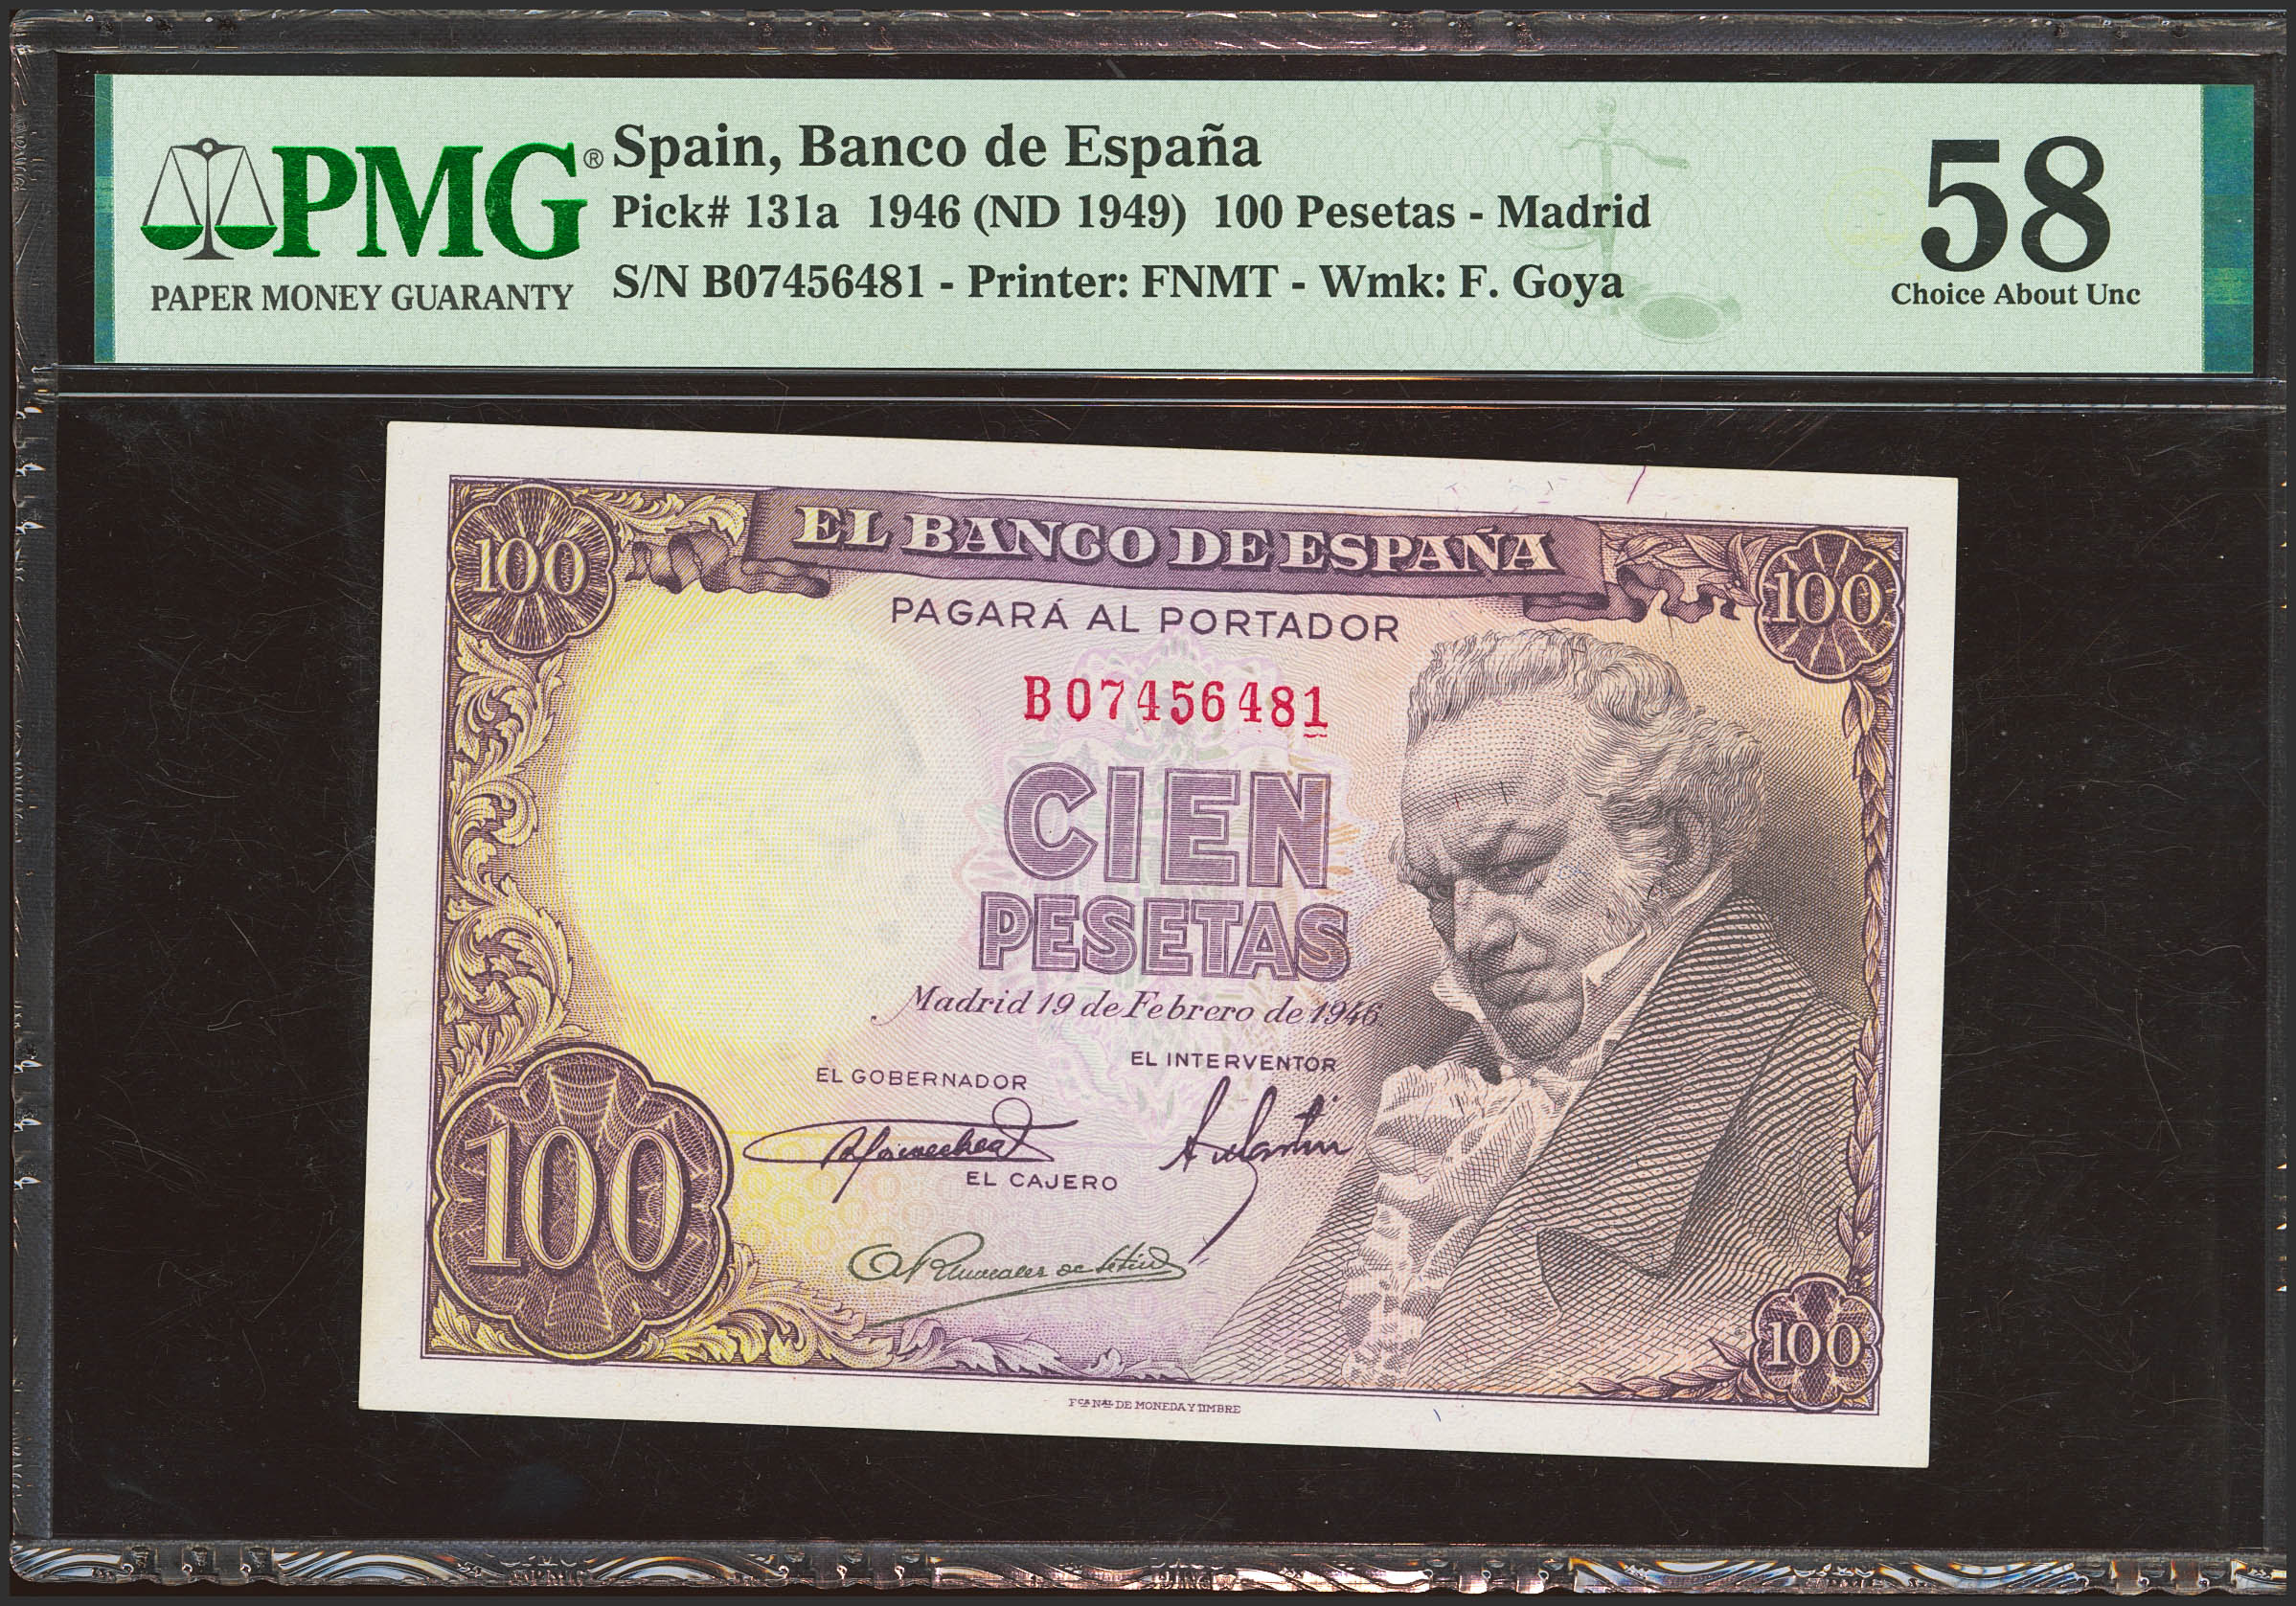 PMG®
PAPER MONEY GUARANTY
Spain, Banco de España
Pick# 131a 1946 (ND 1949) 100 Pesetas - Madrid
S/N B07456481 - Printer: FNMT - Wmk: F. Goya
58
Choice About Unc
100
EL BANCO DE ESPAÑA
100
PAGARÁ AL PORTADOR
B07456481
CIEN
PESETAS
Madrid 19 de Febrero de 1946
EL GOBERNADOR
EL INTERVENTOR
EL CAJERO
100
100
FCA NAL DE MONEDA Y TIMBRE